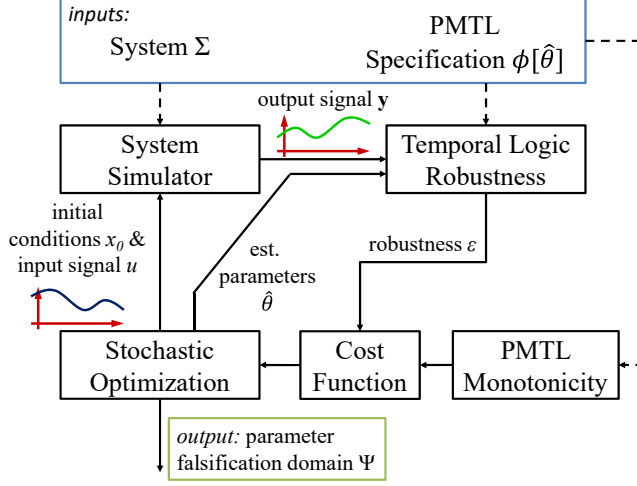 inputs:
System Σ
PMTL
Specification ϕ[θ̂]
output signal y
System
Simulator
Temporal Logic
Robustness
initial
conditions x₀ &
input signal u
est.
parameters
θ̂
robustness ε
Stochastic
Optimization
Cost
Function
PMTL
Monotonicity
output: parameter
falsification domain Ψ